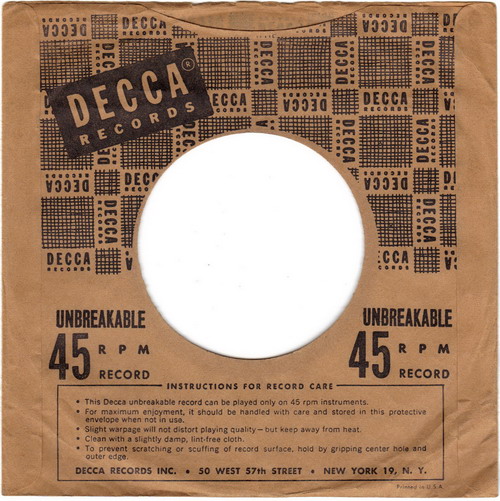 DECCA®
RECORDS
UNBREAKABLE
45 RPM
RECORD
UNBREAKABLE
45 RPM
RECORD
INSTRUCTIONS FOR RECORD CARE
• This Decca unbreakable record can be played only on 45 rpm instruments.
• For maximum enjoyment, it should be handled with care and stored in this protective
envelope when not in use.
• Slight warpage will not distort playing quality — but keep away from heat.
• Clean with a slightly damp, lint-free cloth.
• To prevent scratching or scuffing of record surface, hold by gripping center hole and
outer edge.
DECCA RECORDS INC. • 50 WEST 57th STREET • NEW YORK 19, N. Y.
Printed in U.S.A.